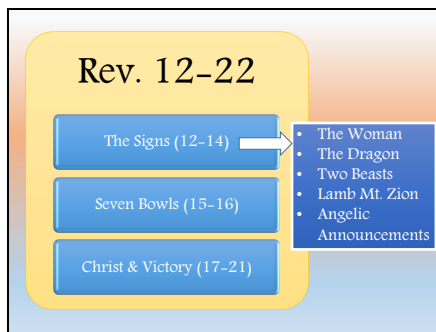 Rev. 12-22
The Signs (12-14)
Seven Bowls (15-16)
Christ & Victory (17-21)
• The Woman
• The Dragon
• Two Beasts
• Lamb Mt. Zion
• Angelic
Announcements